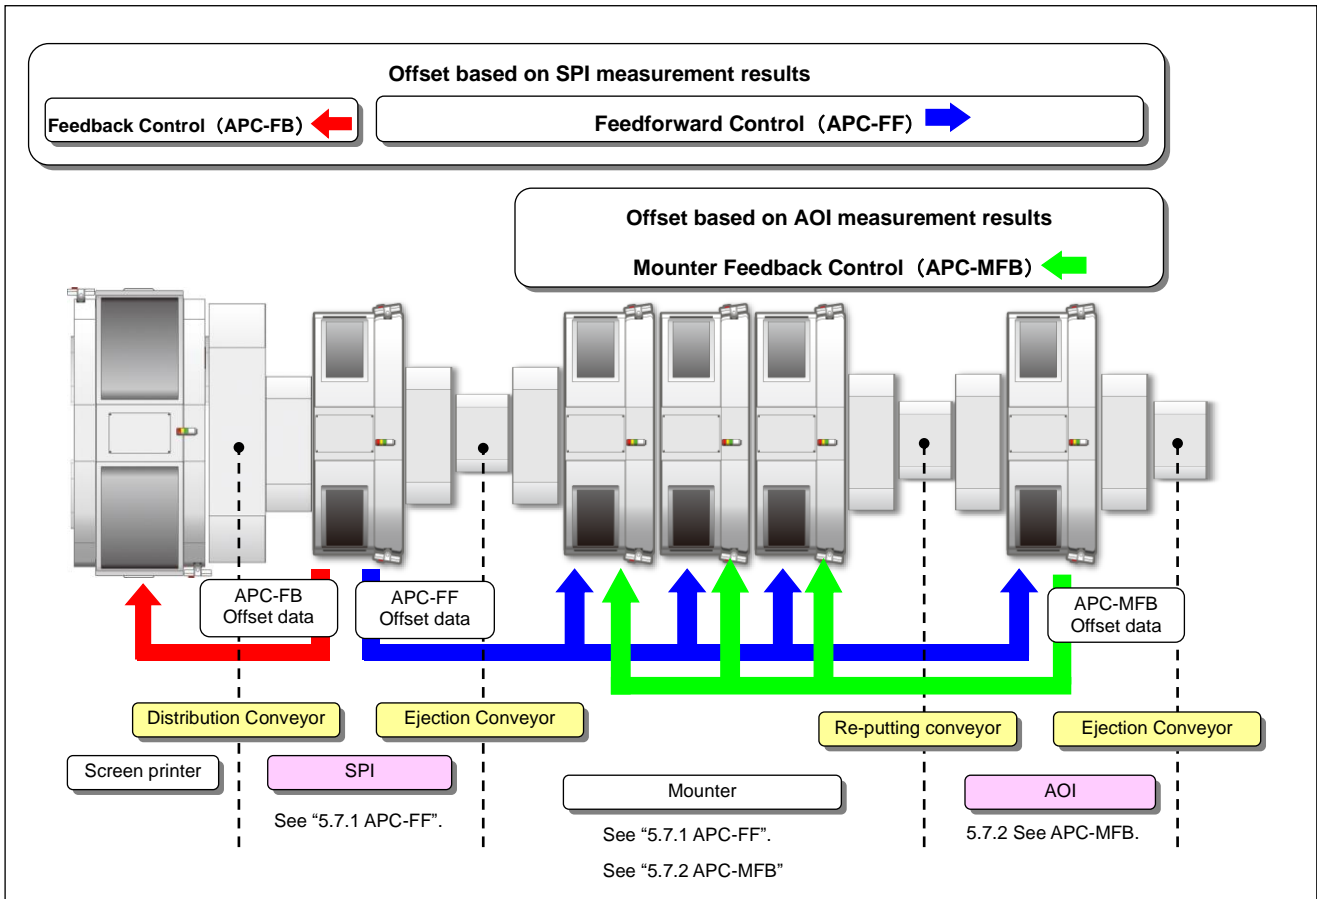 Offset based on SPI measurement results
Feedback Control（APC-FB）
Feedforward Control（APC-FF）
Offset based on AOI measurement results
Mounter Feedback Control（APC-MFB）
APC-FB
Offset data
APC-FF
Offset data
APC-MFB
Offset data
Distribution Conveyor
Ejection Conveyor
Re-putting conveyor
Ejection Conveyor
Screen printer
SPI
Mounter
AOI
See “5.7.1 APC-FF”.
See “5.7.1 APC-FF”.
See “5.7.2 APC-MFB”
5.7.2 See APC-MFB.